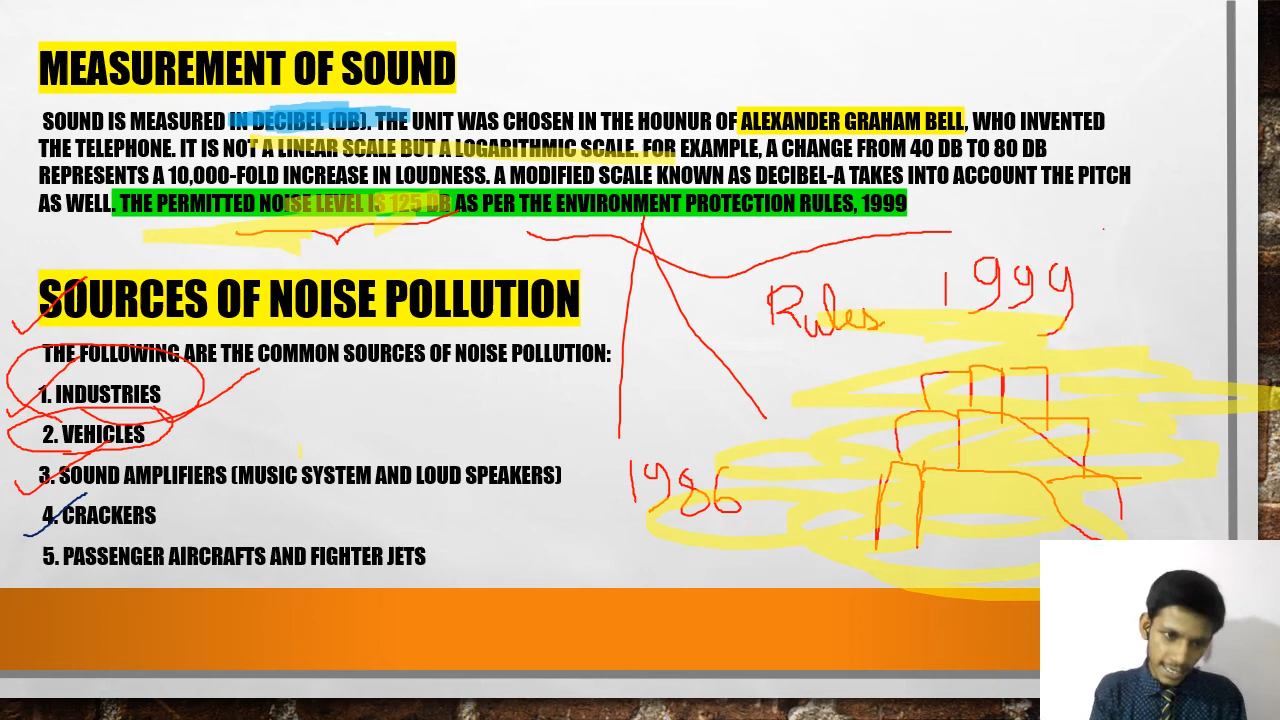 MEASUREMENT OF SOUND
SOUND IS MEASURED IN DECIBEL (DB). THE UNIT WAS CHOSEN IN THE HOUNUR OF ALEXANDER GRAHAM BELL, WHO INVENTED
THE TELEPHONE. IT IS NOT A LINEAR SCALE BUT A LOGARITHMIC SCALE. FOR EXAMPLE, A CHANGE FROM 40 DB TO 80 DB
REPRESENTS A 10,000-FOLD INCREASE IN LOUDNESS. A MODIFIED SCALE KNOWN AS DECIBEL-A TAKES INTO ACCOUNT THE PITCH
AS WELL. THE PERMITTED NOISE LEVEL IS 125 DB AS PER THE ENVIRONMENT PROTECTION RULES, 1999
Rules 1999
SOURCES OF NOISE POLLUTION
THE FOLLOWING ARE THE COMMON SOURCES OF NOISE POLLUTION:
1. INDUSTRIES
2. VEHICLES
3. SOUND AMPLIFIERS (MUSIC SYSTEM AND LOUD SPEAKERS)
1986
4. CRACKERS
5. PASSENGER AIRCRAFTS AND FIGHTER JETS